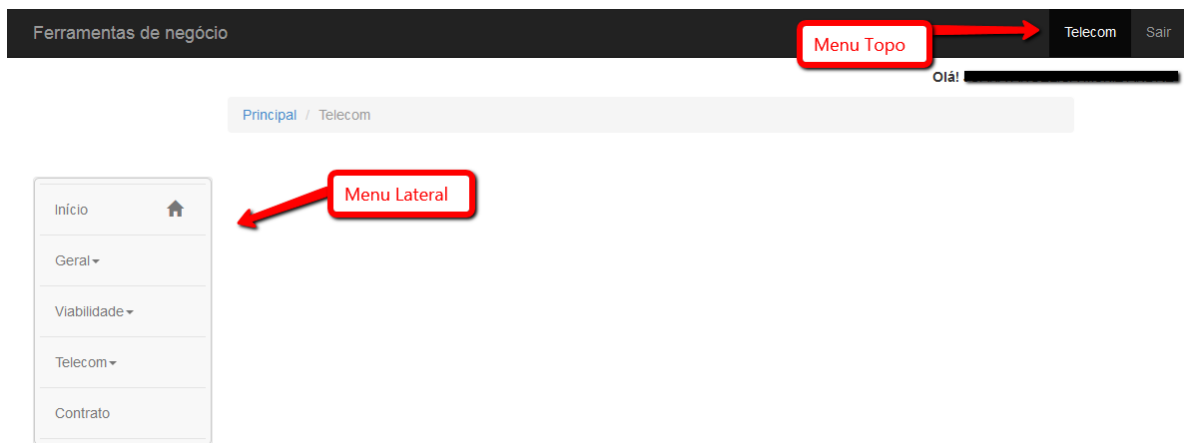 Ferramentas de negócio
Menu Topo
Telecom
Sair
Olá!
Principal / Telecom
Menu Lateral
Início
Geral
Viabilidade
Telecom
Contrato